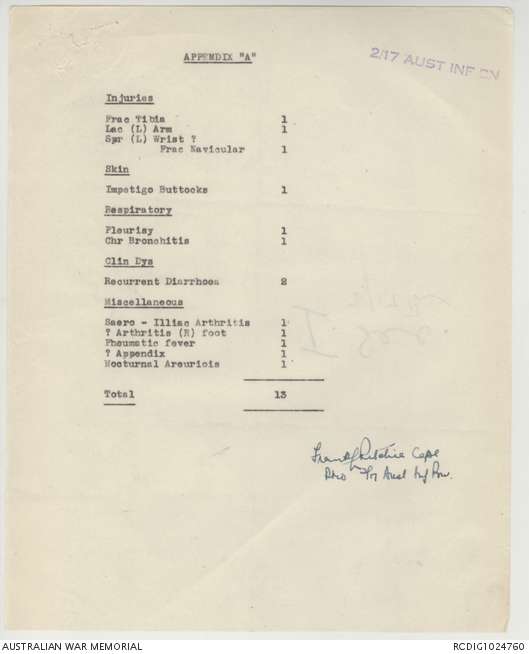 APPENDIX "A"
2/17 AUST INF BN
Injuries
Frac Tibia 1
Lac (L) Arm 1
Spr (L) Wrist ?
Frac Navicular 1
Skin
Impetigo Buttocks 1
Respiratory
Pleurisy 1
Chr Bronchitis 1
Clin Dys
Recurrent Diarrhoea 2
Miscellaneous
Sacro - Illiac Arthritis 1
? Arthritis (R) foot 1
Rheumatic fever 1
? Appendix 1
Nocturnal 1
Total 13
Ritchie Capt
RMO 2/17 Aust Inf Bn.
AUSTRALIAN WAR MEMORIAL
RCDIG1024760